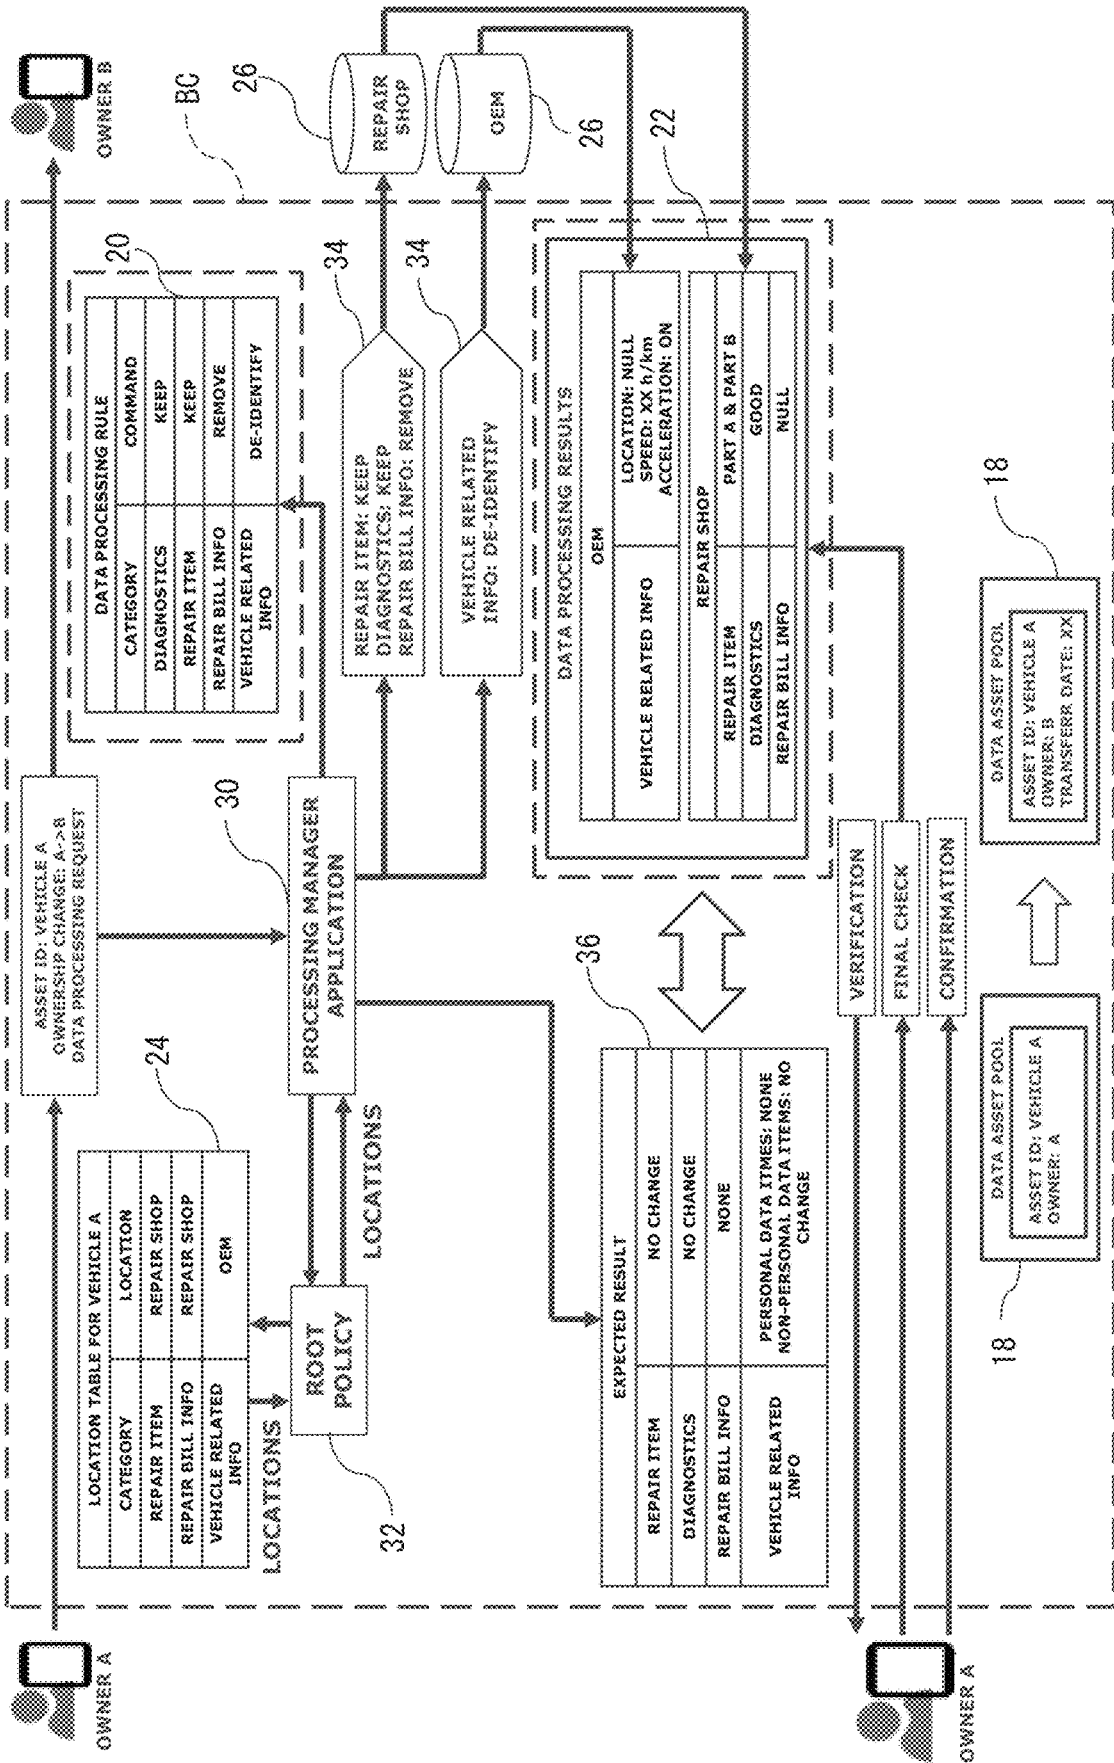 OWNER A
ASSET ID: VEHICLE A
OWNERSHP CHANGE: A->B
DATA PROCESSING REQUEST
OWNER B
BC
LOCATION TABLE FOR VEHICLE A
CATEGORY
LOCATION
REPAIR ITEM
REPAIR SHOP
REPAIR BILL INFO
REPAIR SHOP
VEHICLE RELATED
INFO
OEM
24
LOCATIONS
ROOT
POLICY
32
LOCATIONS
PROCESSING MANAGER
APPLICATION
30
DATA PROCESSING RULE
CATEGORY
COMMAND
DIAGNOSTICS
KEEP
REPAIR ITEM
KEEP
REPAIR BILL INFO
REMOVE
VEHICLE RELATED
INFO
DE-IDENTIFY
20
REPAIR ITEM: KEEP
DIAGNOSTICS: KEEP
REPAIR BILL INFO: REMOVE
34
VEHICLE RELATED
INFO: DE-IDENTIFY
34
REPAIR
SHOP
26
OEM
26
EXPECTED RESULT
REPAIR ITEM
NO CHANGE
DIAGNOSTICS
NO CHANGE
REPAIR BILL INFO
NONE
VEHICLE RELATED
INFO
PERSONAL DATA ITMES: NONE
NON-PERSONAL DATA ITEMS: NO
CHANGE
36
DATA PROCESSING RESULTS
OEM
VEHICLE RELATED INFO
LOCATION: NULL
SPEED: XX h/km
ACCELERATION: ON
REPAIR SHOP
REPAIR ITEM
PART A & PART B
DIAGNOSTICS
GOOD
REPAIR BILL INFO
NULL
22
OWNER A
VERIFICATION
FINAL CHECK
CONFIRMATION
DATA ASSET POOL
ASSET ID: VEHICLE A
OWNER: A
18
DATA ASSET POOL
ASSET ID: VEHICLE A
OWNER: B
TRANSFERR DATE: XX
18